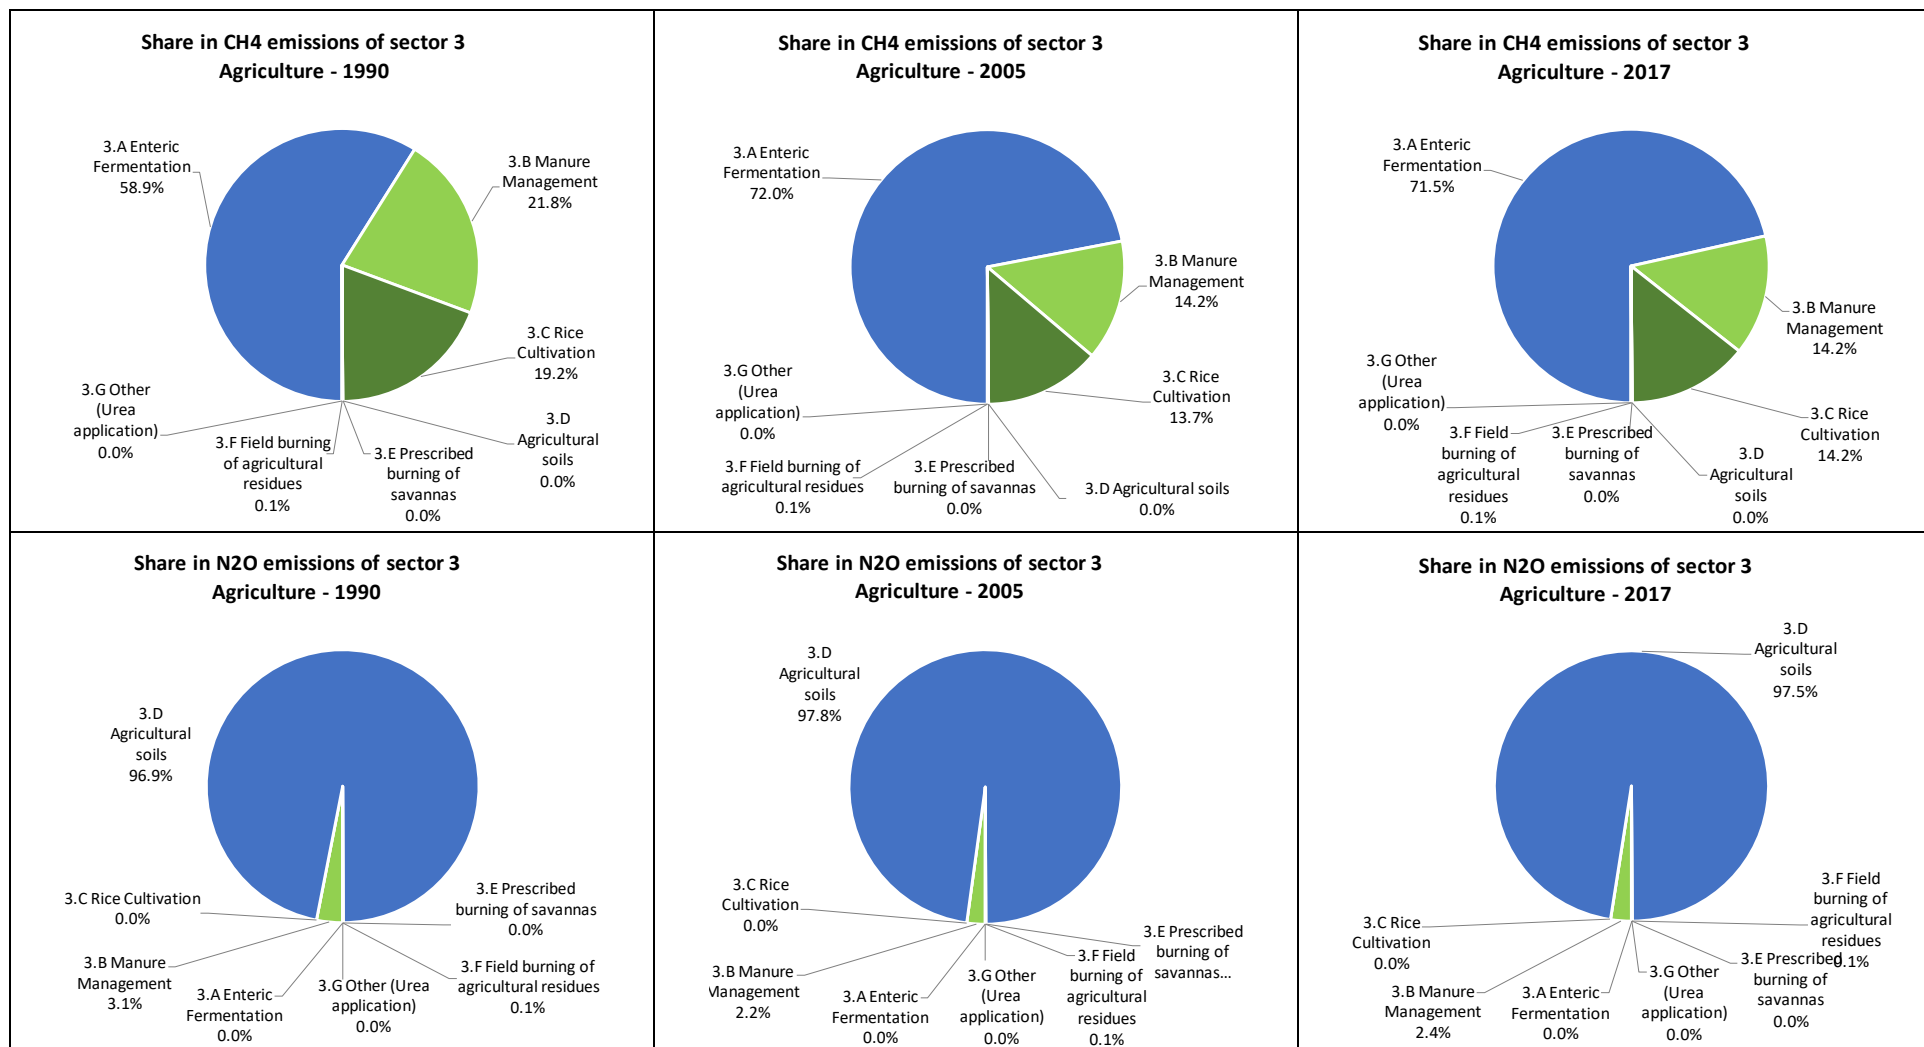 Share in CH4 emissions of sector 3
Agriculture - 1990
3.A Enteric
Fermentation
58.9%
3.B Manure
Management
21.8%
3.C Rice
Cultivation
19.2%
3.G Other
(Urea
application)
0.0%
3.F Field burning
of agricultural
residues
0.1%
3.E Prescribed
burning of
savannas
0.0%
3.D
Agricultural
soils
0.0%
Share in CH4 emissions of sector 3
Agriculture - 2005
3.A Enteric
Fermentation
72.0%
3.B Manure
Management
14.2%
3.C Rice
Cultivation
13.7%
3.G Other
(Urea
application)
0.0%
3.F Field burning of
agricultural residues
0.1%
3.E Prescribed
burning of savannas
0.0%
3.D Agricultural soils
0.0%
Share in CH4 emissions of sector 3
Agriculture - 2017
3.A Enteric
Fermentation
71.5%
3.B Manure
Management
14.2%
3.C Rice
Cultivation
14.2%
3.G Other
(Urea
application)
0.0%
3.F Field
burning of
agricultural
residues
0.1%
3.E Prescribed
burning of
savannas
0.0%
3.D
Agricultural
soils
0.0%
Share in N2O emissions of sector 3
Agriculture - 1990
3.D
Agricultural
soils
96.9%
3.C Rice Cultivation
0.0%
3.B Manure
Management
3.1%
3.A Enteric
Fermentation
0.0%
3.G Other (Urea
application)
0.0%
3.E Prescribed
burning of savannas
0.0%
3.F Field burning of
agricultural residues
0.1%
Share in N2O emissions of sector 3
Agriculture - 2005
3.D
Agricultural
soils
97.8%
3.C Rice
Cultivation
0.0%
3.B Manure
Management
2.2%
3.A Enteric
Fermentation
0.0%
3.G Other
(Urea
application)
0.0%
3.F Field
burning of
agricultural
residues
0.1%
3.E Prescribed
burning of
savannas...
Share in N2O emissions of sector 3
Agriculture - 2017
3.D
Agricultural
soils
97.5%
3.C Rice
Cultivation
0.0%
3.B Manure
Management
2.4%
3.A Enteric
Fermentation
0.0%
3.G Other
(Urea
application)
0.0%
3.E Prescribed
burning of
savannas
0.0%
3.F Field
burning of
agricultural
residues
0.1%